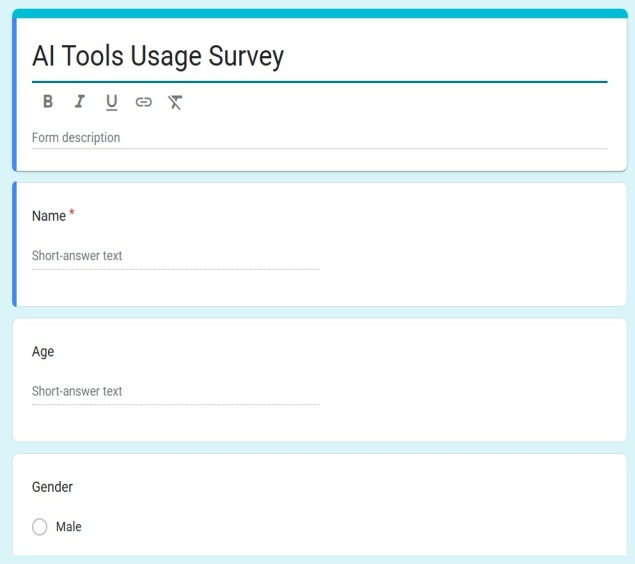 AI Tools Usage Survey
B I U
Form description
Name *
Short-answer text
Age
Short-answer text
Gender
Male